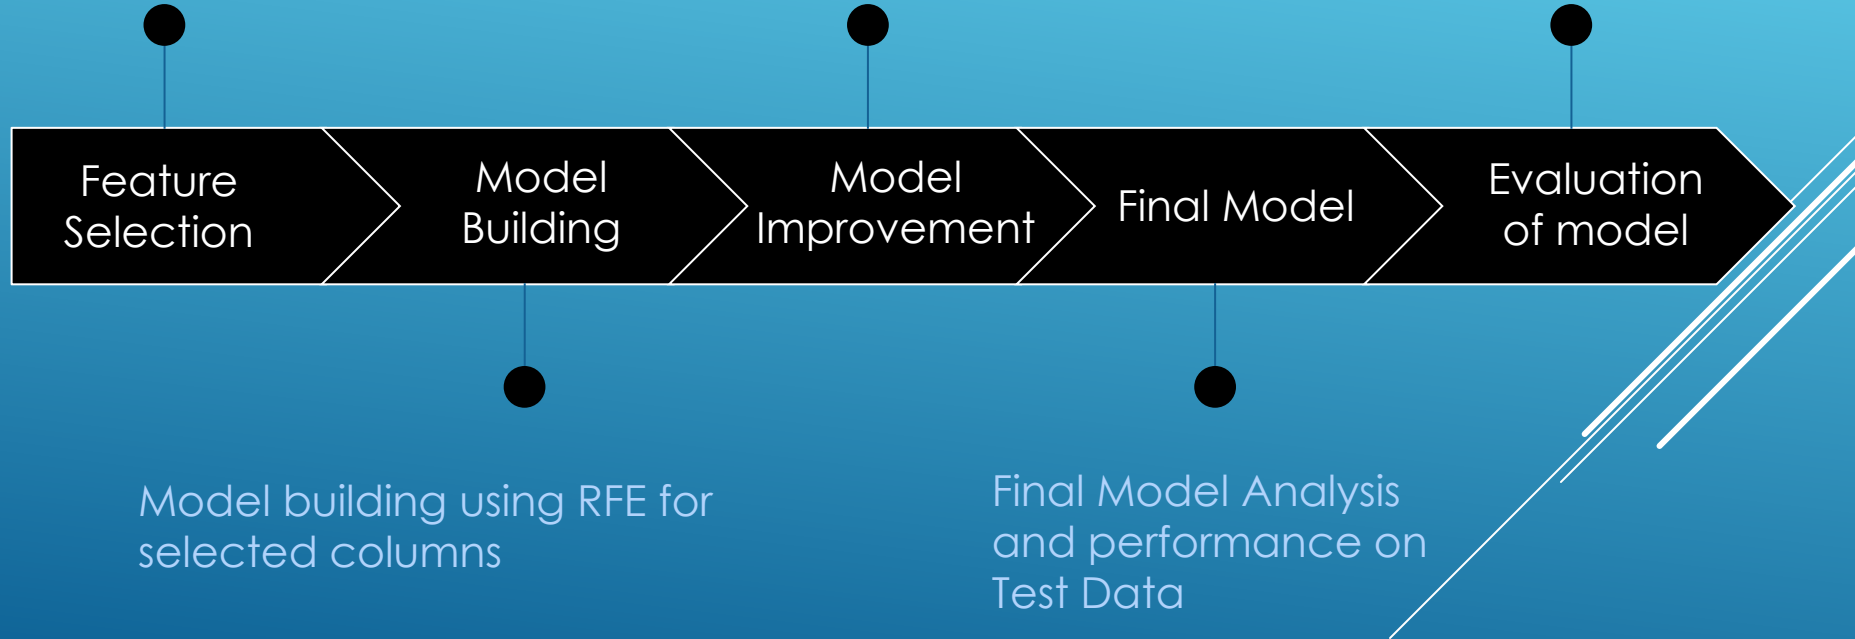 Feature
Selection
Model
Building
Model
Improvement
Final Model
Evaluation
of model
Model building using RFE for
selected columns
Final Model Analysis
and performance on
Test Data